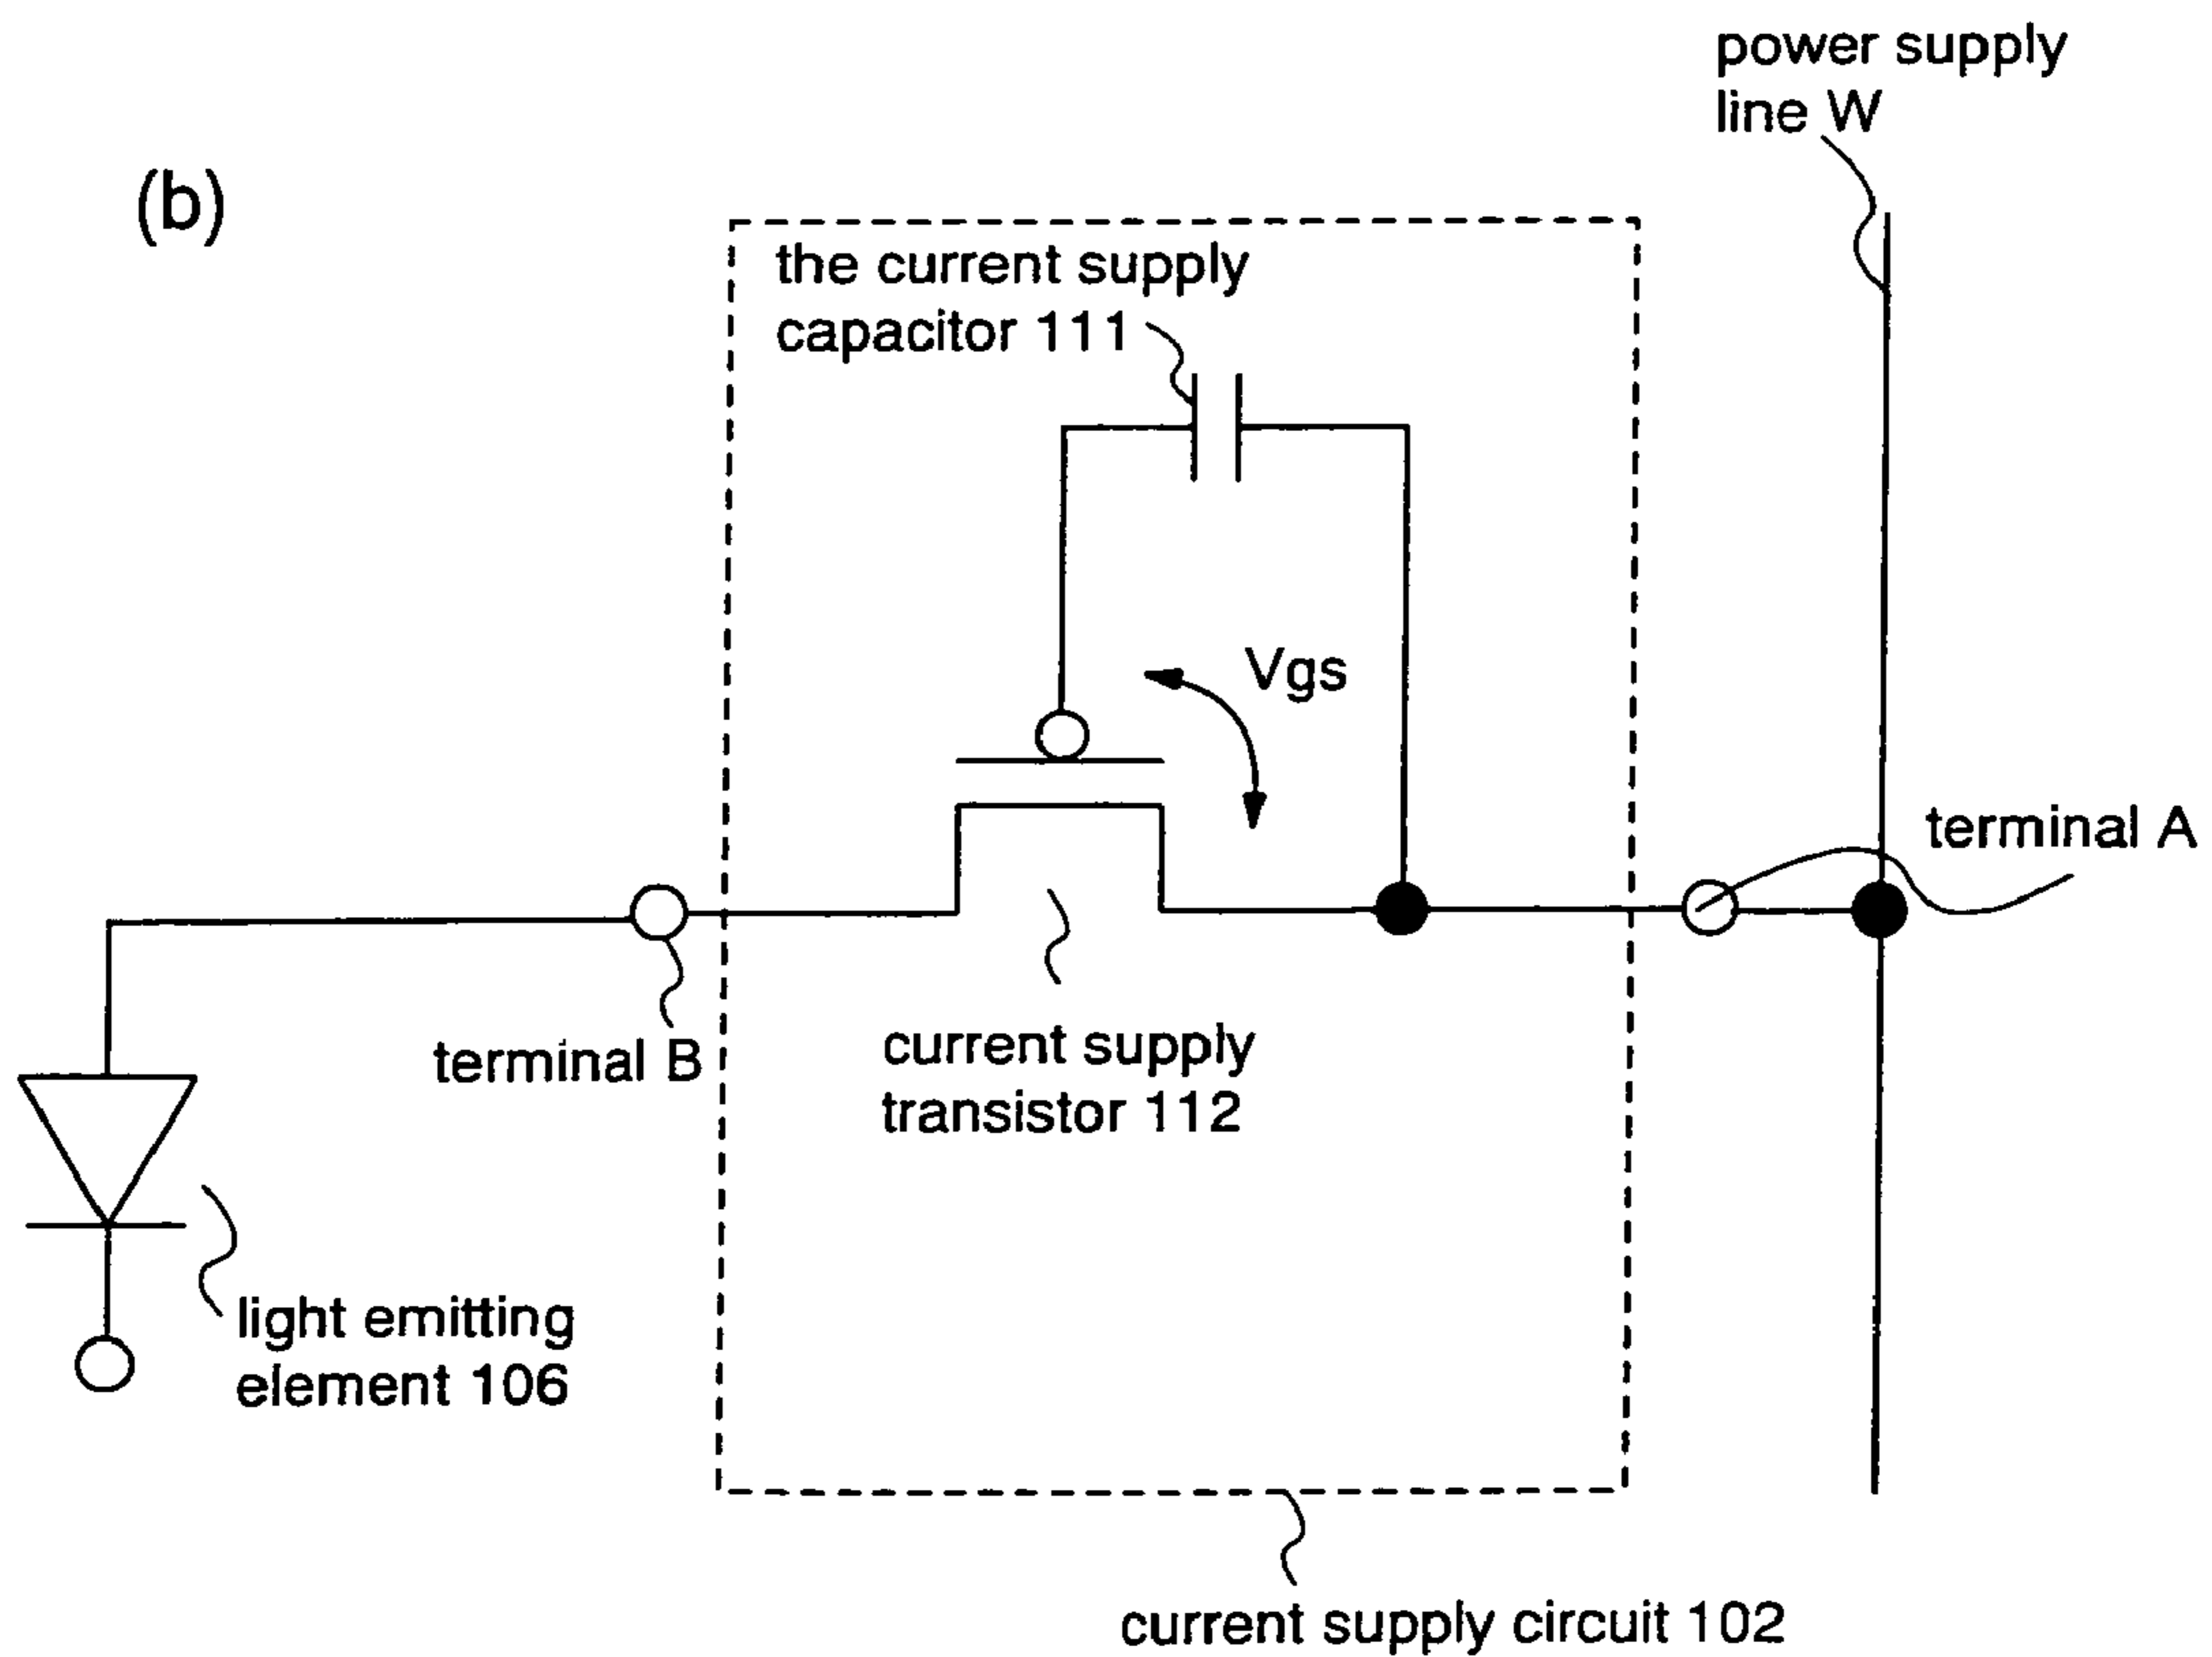 power supply
line W
(b)
the current supply
capacitor 111
Vgs
terminal A
terminal B
current supply
transistor 112
light emitting
element 106
current supply circuit 102